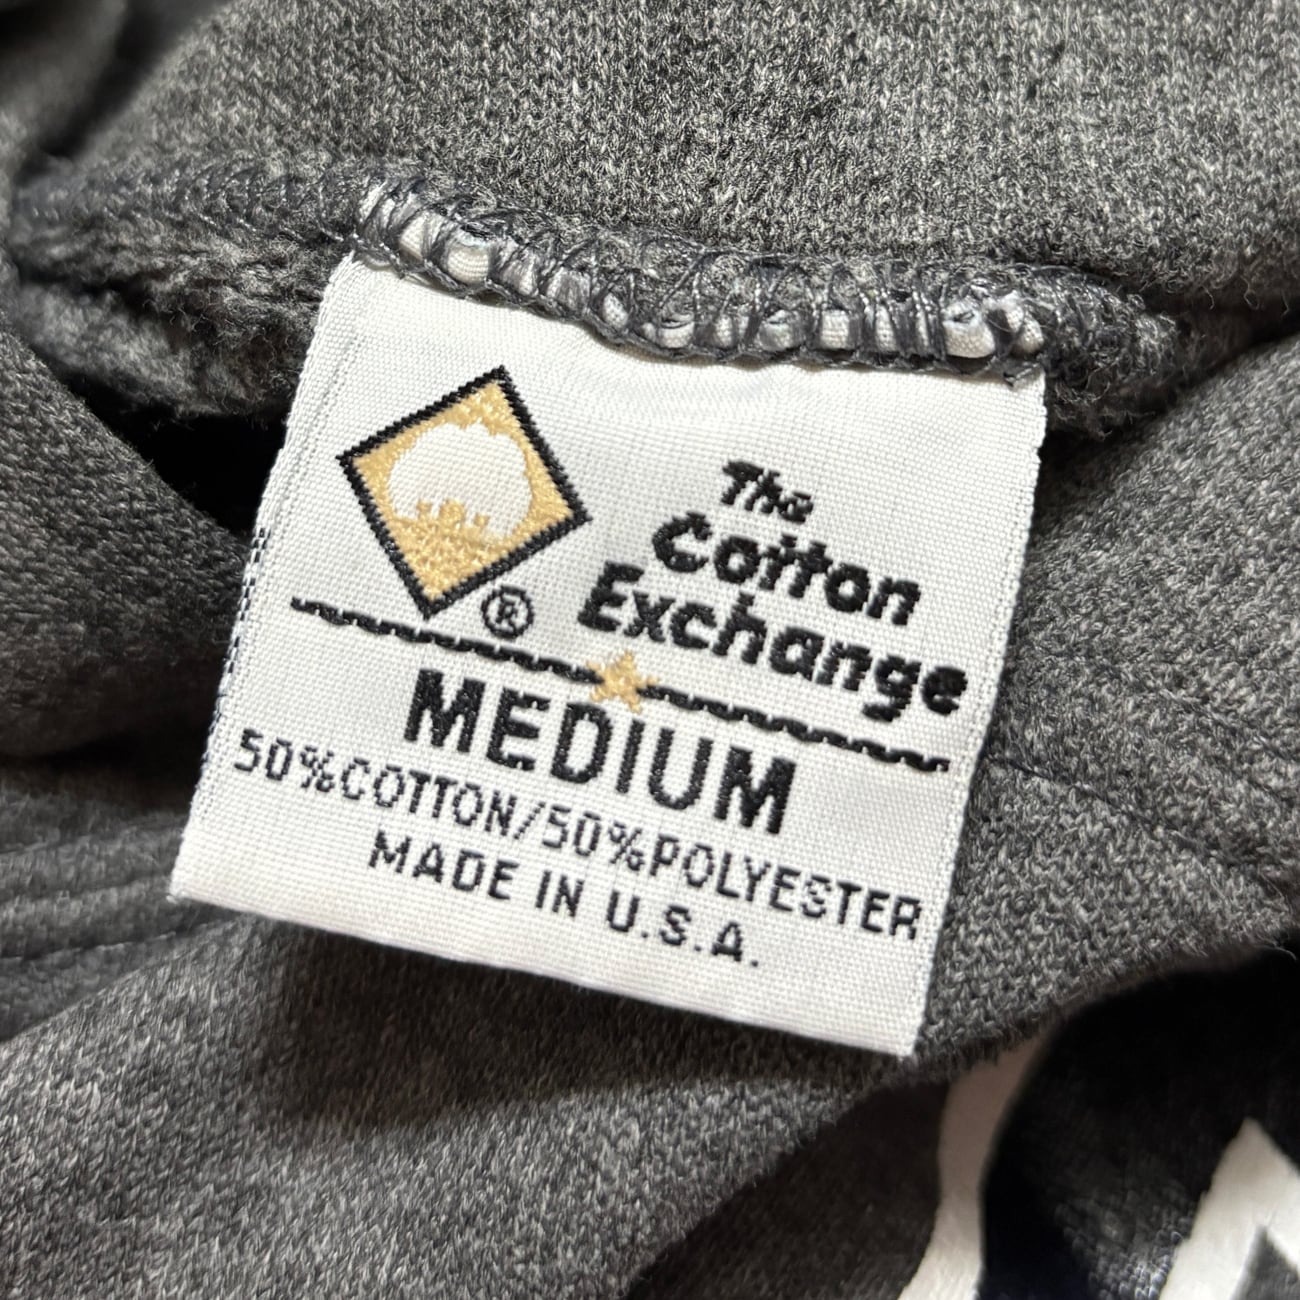 The
Cotton
Exchange
®
MEDIUM
50%COTTON/50%POLYESTER
MADE IN U.S.A.